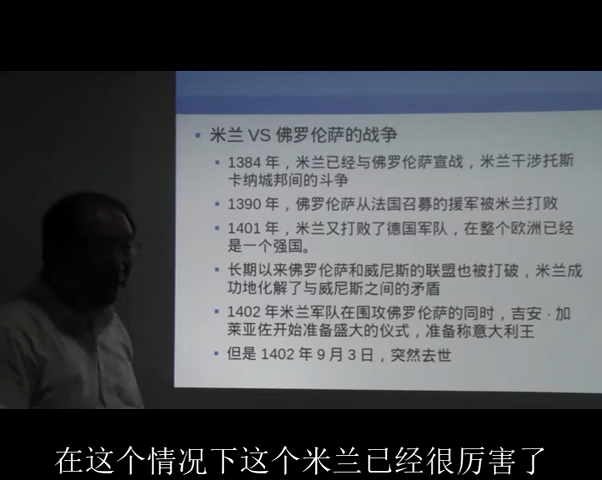 米兰 VS 佛罗伦萨的战争
1384 年，米兰已经与佛罗伦萨宣战，米兰干涉托斯
卡纳城邦间的斗争
1390 年，佛罗伦萨从法国召募的援军被米兰打败
1401 年，米兰又打败了德国军队，在整个欧洲已经
是一个强国。
长期以来佛罗伦萨和威尼斯的联盟也被打破，米兰成
功地化解了与威尼斯之间的矛盾
1402 年米兰军队在围攻佛罗伦萨的同时，吉安 · 加
莱亚佐开始准备盛大的仪式，准备称意大利王
但是 1402 年 9 月 3 日，突然去世
在这个情况下这个米兰已经很厉害了